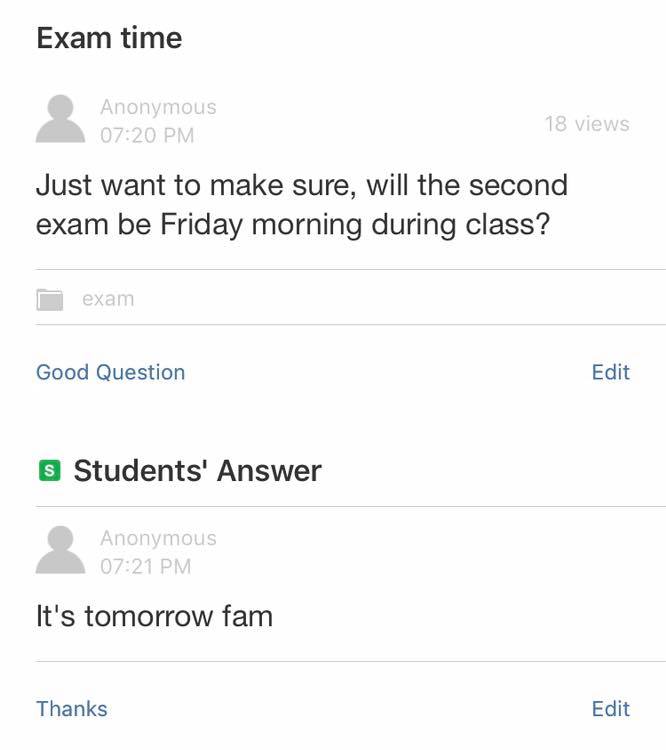 Exam time
Anonymous
07:20 PM
18 views
Just want to make sure, will the second
exam be Friday morning during class?
exam
Good Question
Edit
S Students' Answer
Anonymous
07:21 PM
It's tomorrow fam
Thanks
Edit